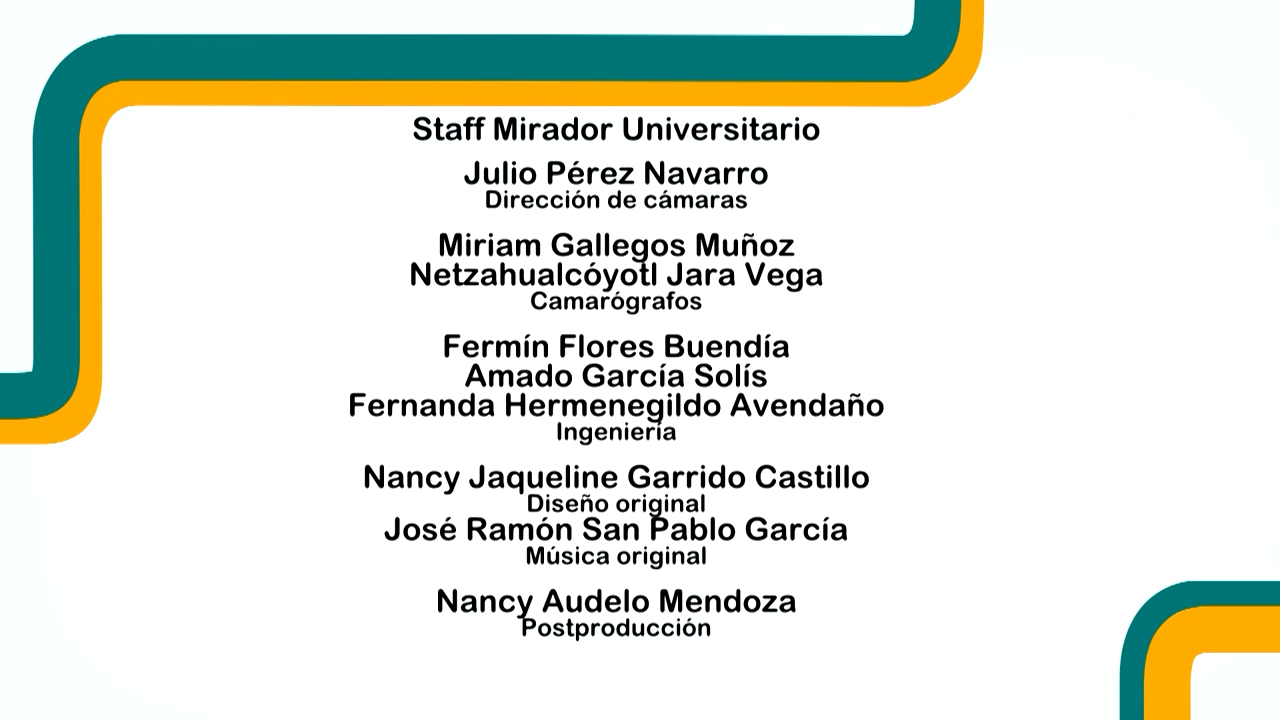 Staff Mirador Universitario
Julio Pérez Navarro
Dirección de cámaras
Miriam Gallegos Muñoz
Netzahualcóyotl Jara Vega
Camarógrafos
Fermín Flores Buendía
Amado García Solís
Fernanda Hermenegildo Avendaño
Ingeniería
Nancy Jaqueline Garrido Castillo
Diseño original
José Ramón San Pablo García
Música original
Nancy Audelo Mendoza
Postproducción